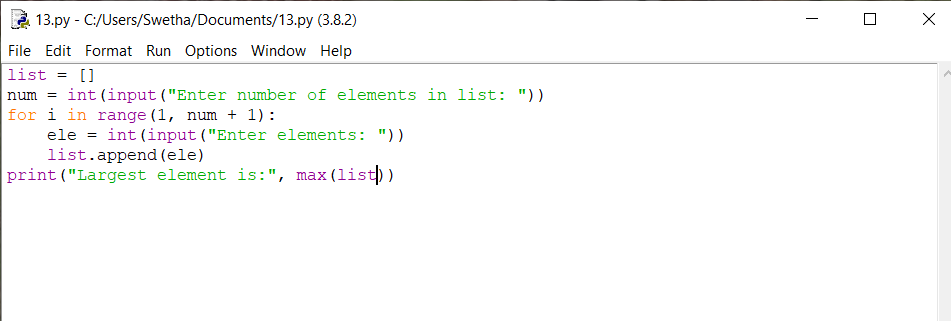 13.py - C:/Users/Swetha/Documents/13.py (3.8.2)
File Edit Format Run Options Window Help
list = []
num = int(input("Enter number of elements in list: "))
for i in range(1, num + 1):
    ele = int(input("Enter elements: "))
    list.append(ele)
print("Largest element is:", max(list))